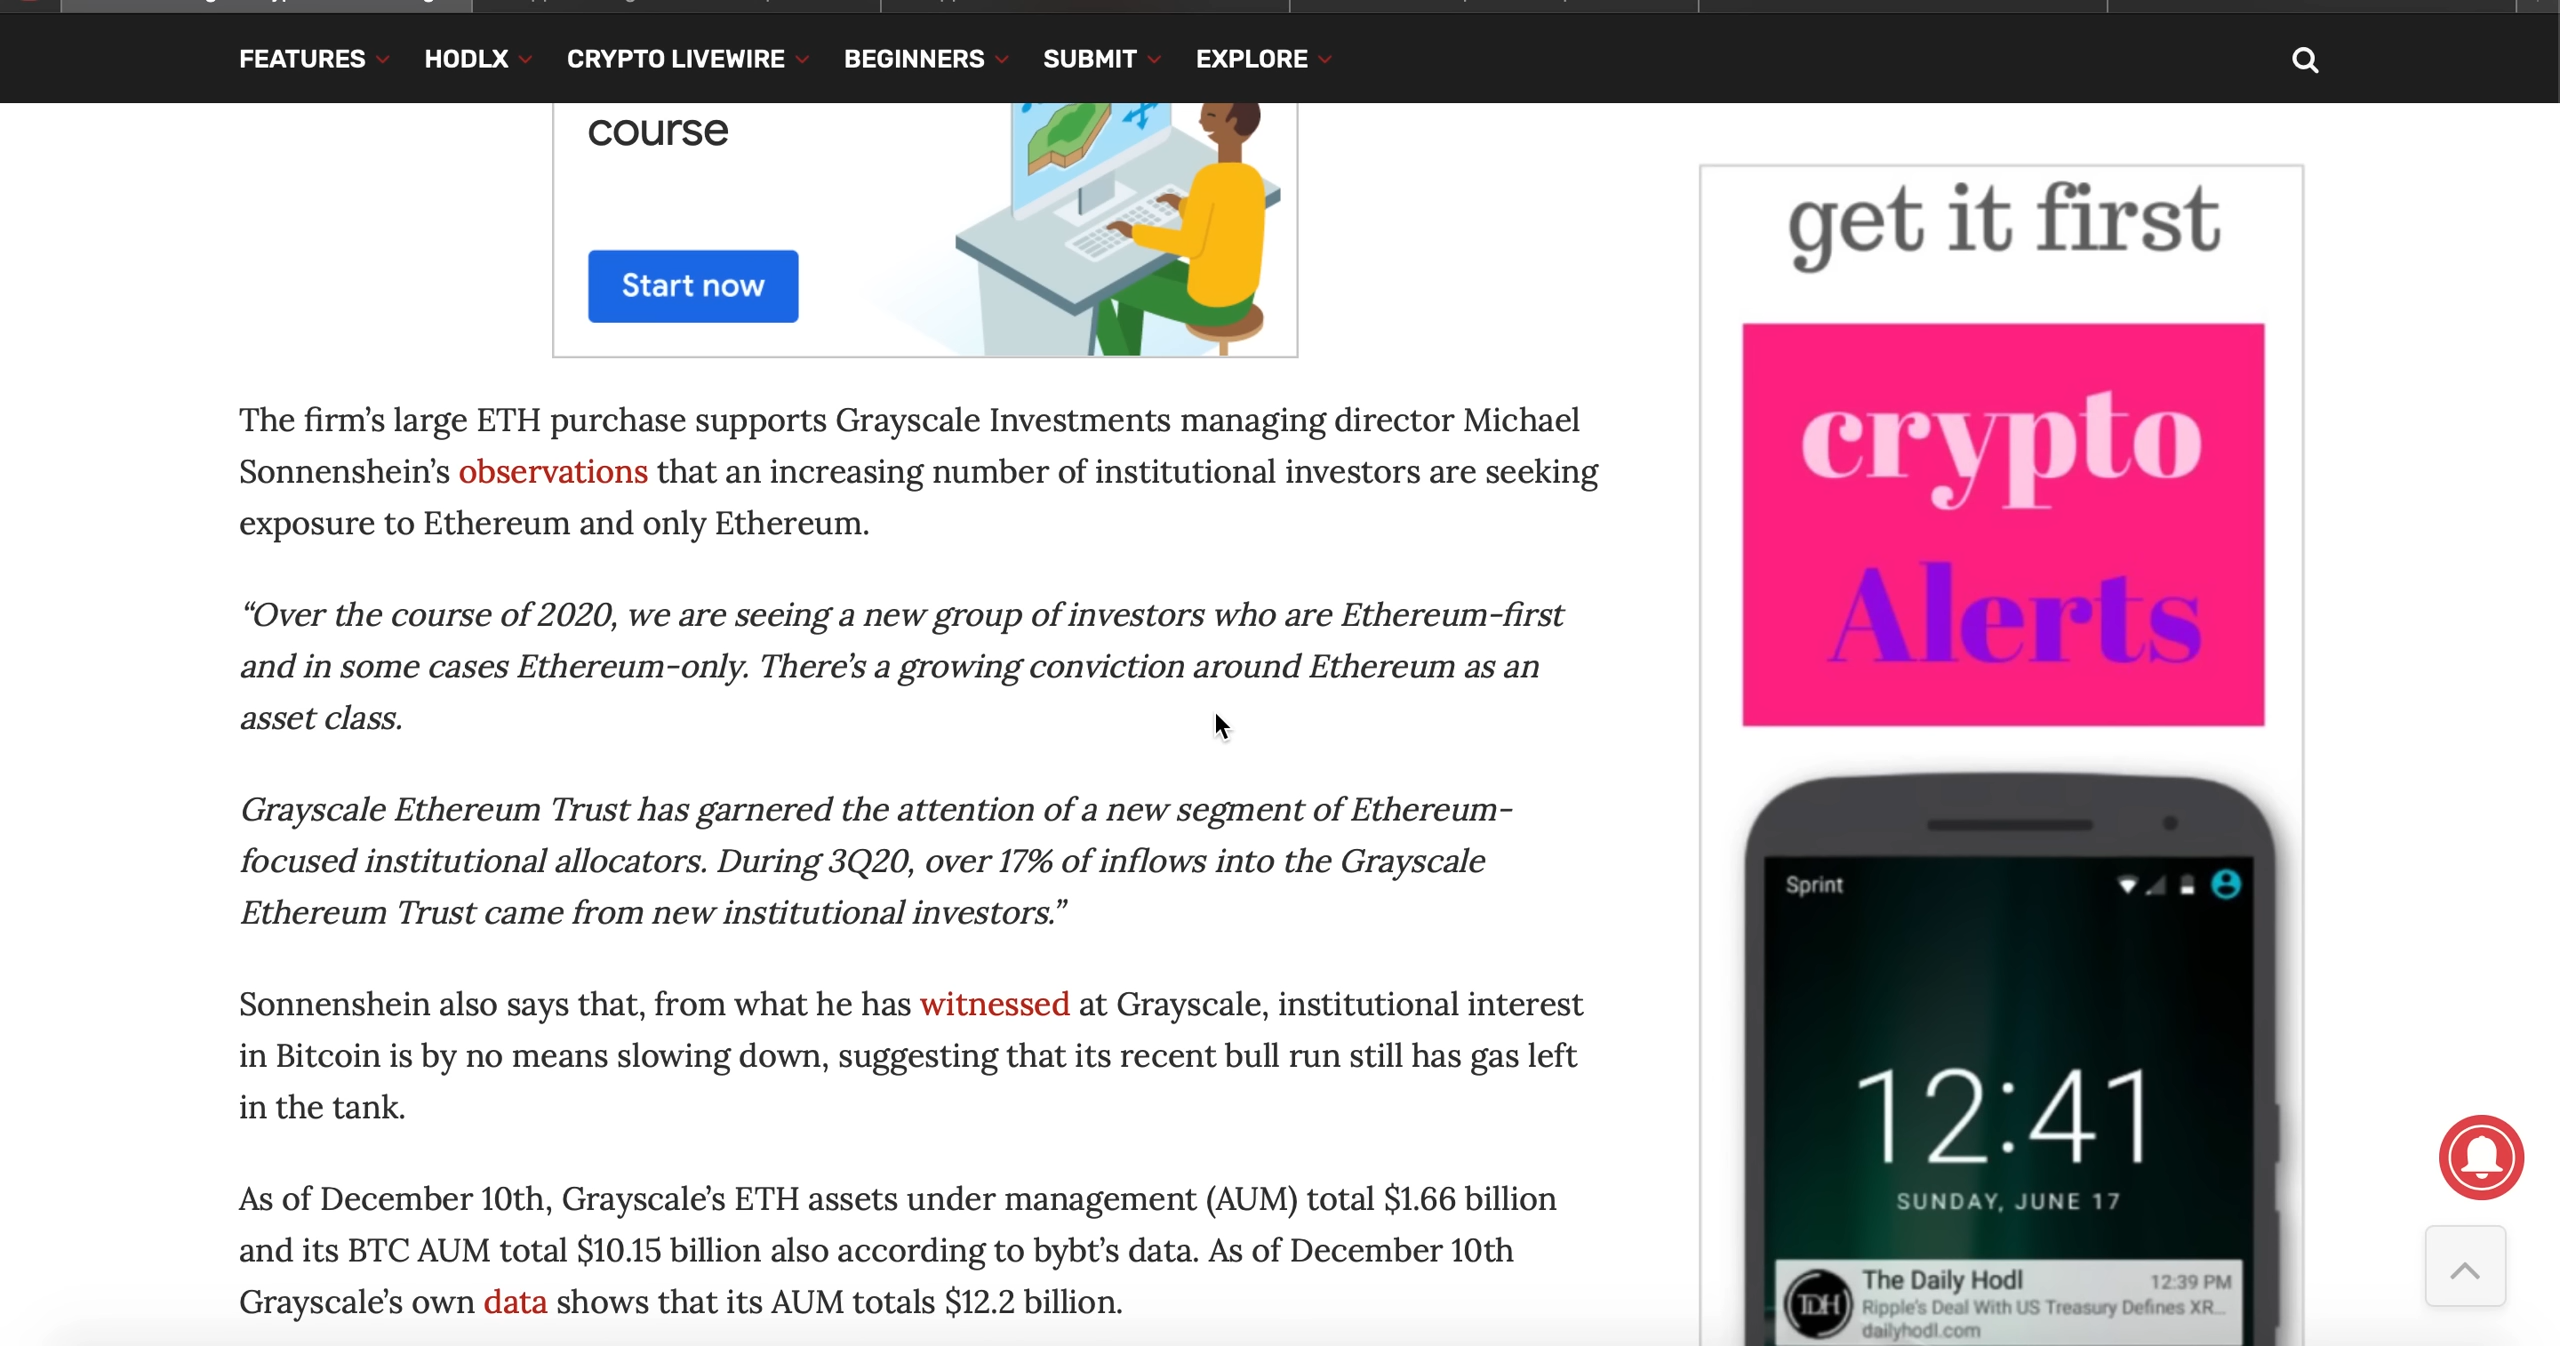 FEATURES HODLX CRYPTO LIVEWIRE BEGINNERS SUBMIT EXPLORE
course
Start now
The firm’s large ETH purchase supports Grayscale Investments managing director Michael
Sonnenshein’s observations that an increasing number of institutional investors are seeking
exposure to Ethereum and only Ethereum.
“Over the course of 2020, we are seeing a new group of investors who are Ethereum-first
and in some cases Ethereum-only. There’s a growing conviction around Ethereum as an
asset class.
Grayscale Ethereum Trust has garnered the attention of a new segment of Ethereum-
focused institutional allocators. During 3Q20, over 17% of inflows into the Grayscale
Ethereum Trust came from new institutional investors.”
Sonnenshein also says that, from what he has witnessed at Grayscale, institutional interest
in Bitcoin is by no means slowing down, suggesting that its recent bull run still has gas left
in the tank.
As of December 10th, Grayscale’s ETH assets under management (AUM) total $1.66 billion
and its BTC AUM total $10.15 billion also according to bybt’s data. As of December 10th
Grayscale’s own data shows that its AUM totals $12.2 billion.
get it first
crypto
Alerts
Sprint
12:41
SUNDAY, JUNE 17
TDH
The Daily Hodl 12:39 PM
Ripple's Deal With US Treasury Defines XR...
dailyhodl.com